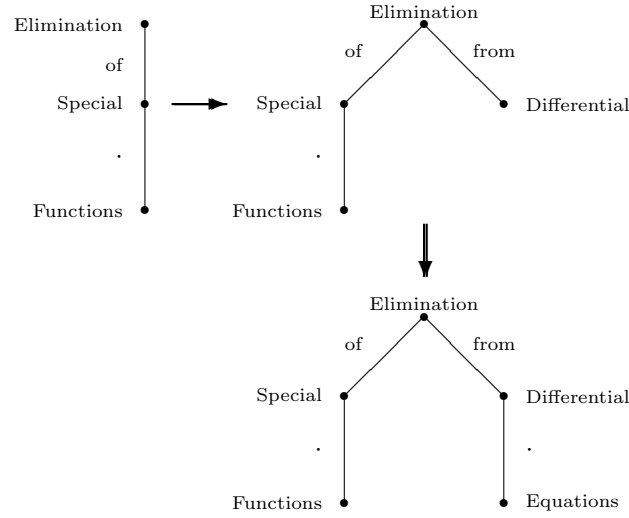 Elimination
of
Special
.
Functions
Elimination
of from
Special Differential
.
Functions
Elimination
of from
Special Differential
. .
Functions Equations